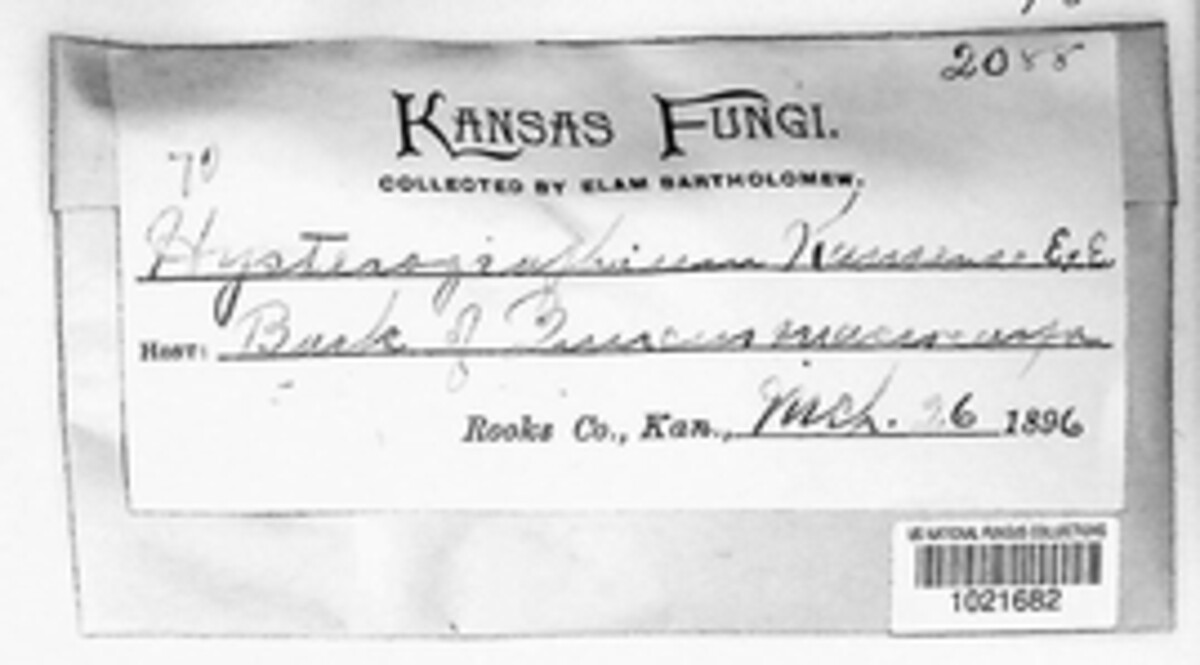 2055
KANSAS FUNGI.
70
COLLECTED BY ELAM BARTHOLOMEW.
Hysterographium Kansense E.&E.
HOST: Bark of Quercus macrocarpa
Rooks Co., Kan., Mch. 26 1896
US NATIONAL FUNGUS COLLECTIONS
1021682